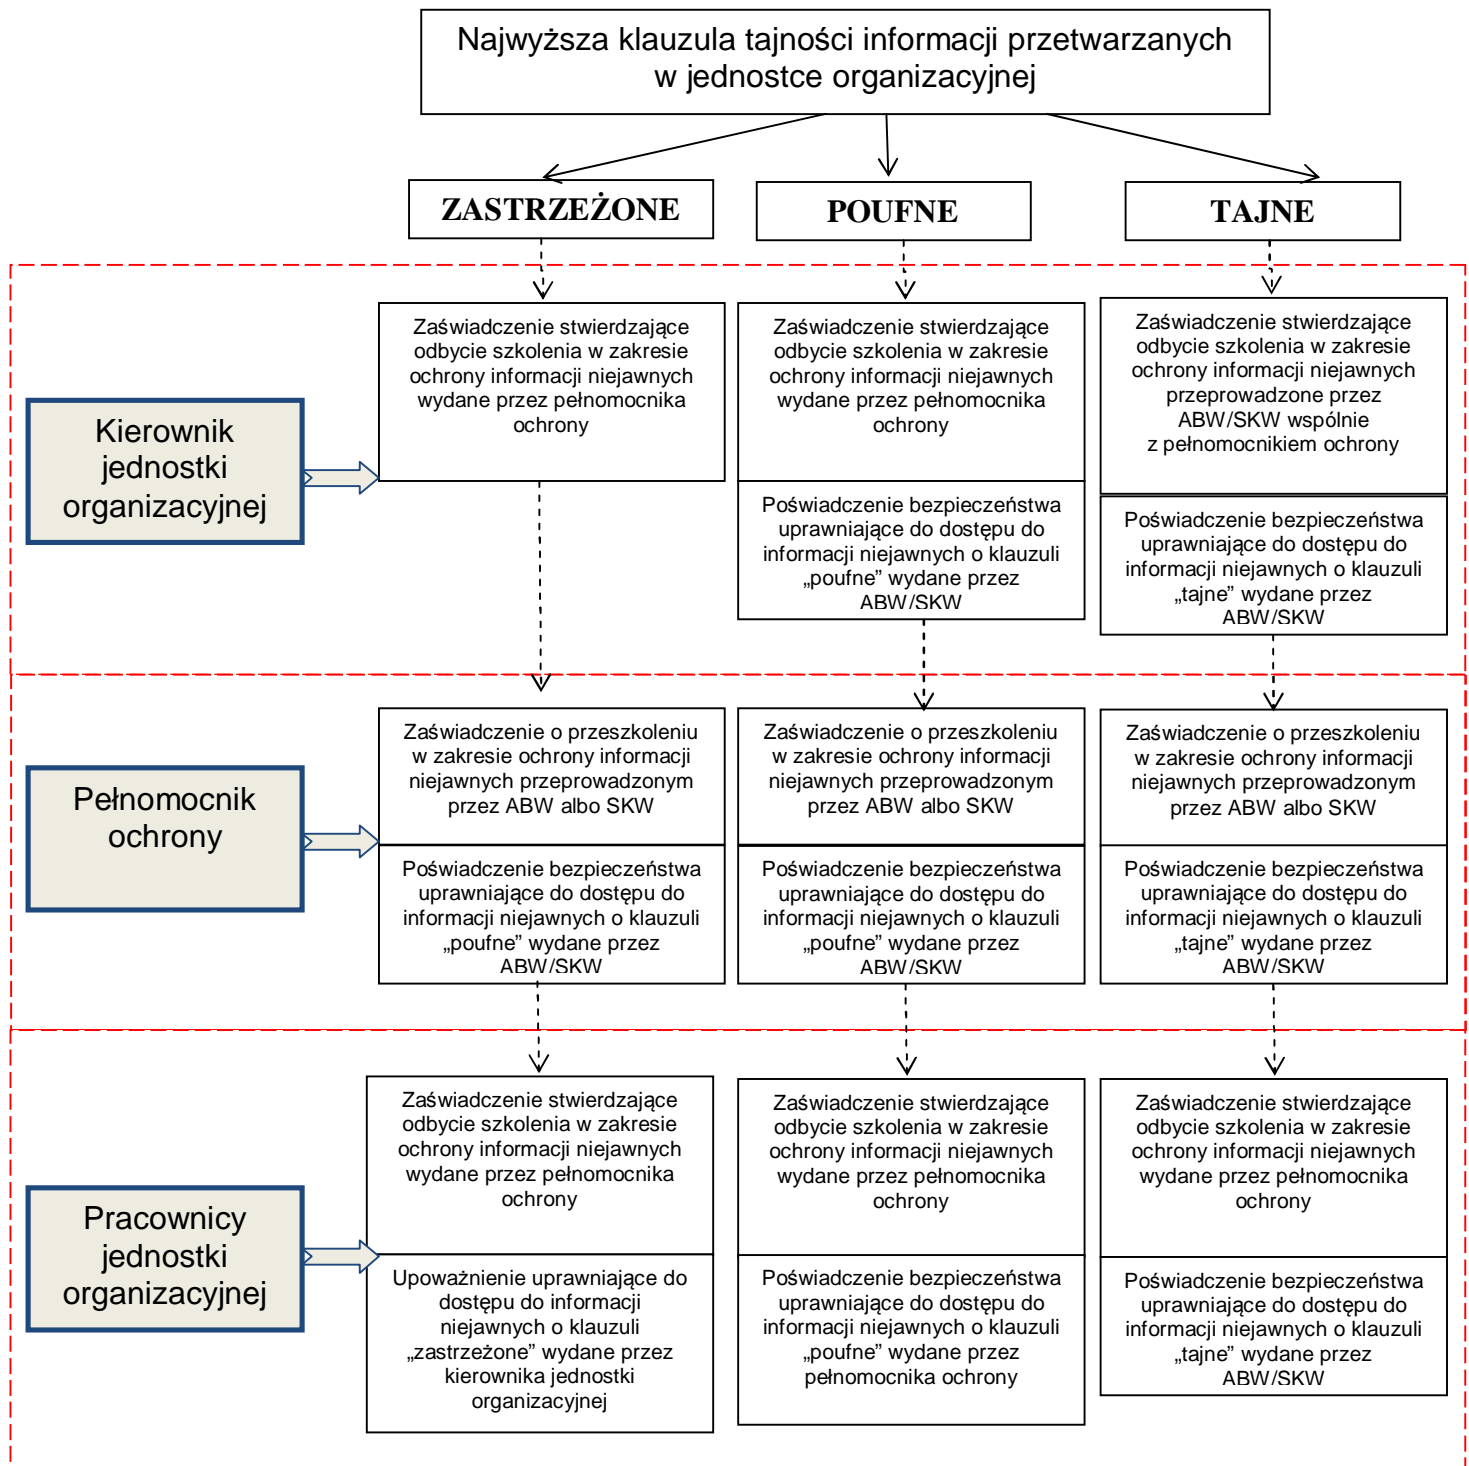 Najwyższa klauzula tajności informacji przetwarzanych
w jednostce organizacyjnej
ZASTRZEŻONE
POUFNE
TAJNE
Kierownik
jednostki
organizacyjnej
Zaświadczenie stwierdzające
odbycie szkolenia w zakresie
ochrony informacji niejawnych
wydane przez pełnomocnika
ochrony
Zaświadczenie stwierdzające
odbycie szkolenia w zakresie
ochrony informacji niejawnych
wydane przez pełnomocnika
ochrony
Poświadczenie bezpieczeństwa
uprawniające do dostępu do
informacji niejawnych o klauzuli
„poufne” wydane przez
ABW/SKW
Zaświadczenie stwierdzające
odbycie szkolenia w zakresie
ochrony informacji niejawnych
przeprowadzone przez
ABW/SKW wspólnie
z pełnomocnikiem ochrony
Poświadczenie bezpieczeństwa
uprawniające do dostępu do
informacji niejawnych o klauzuli
„tajne” wydane przez
ABW/SKW
Pełnomocnik
ochrony
Zaświadczenie o przeszkoleniu
w zakresie ochrony informacji
niejawnych przeprowadzonym
przez ABW albo SKW
Poświadczenie bezpieczeństwa
uprawniające do dostępu do
informacji niejawnych o klauzuli
„poufne” wydane przez
ABW/SKW
Zaświadczenie o przeszkoleniu
w zakresie ochrony informacji
niejawnych przeprowadzonym
przez ABW albo SKW
Poświadczenie bezpieczeństwa
uprawniające do dostępu do
informacji niejawnych o klauzuli
„poufne” wydane przez
ABW/SKW
Zaświadczenie o przeszkoleniu
w zakresie ochrony informacji
niejawnych przeprowadzonym
przez ABW albo SKW
Poświadczenie bezpieczeństwa
uprawniające do dostępu do
informacji niejawnych o klauzuli
„tajne” wydane przez
ABW/SKW
Pracownicy
jednostki
organizacyjnej
Zaświadczenie stwierdzające
odbycie szkolenia w zakresie
ochrony informacji niejawnych
wydane przez pełnomocnika
ochrony
Upoważnienie uprawniające do
dostępu do informacji
niejawnych o klauzuli
„zastrzeżone” wydane przez
kierownika jednostki
organizacyjnej
Zaświadczenie stwierdzające
odbycie szkolenia w zakresie
ochrony informacji niejawnych
wydane przez pełnomocnika
ochrony
Poświadczenie bezpieczeństwa
uprawniające do dostępu do
informacji niejawnych o klauzuli
„poufne” wydane przez
pełnomocnika ochrony
Zaświadczenie stwierdzające
odbycie szkolenia w zakresie
ochrony informacji niejawnych
wydane przez pełnomocnika
ochrony
Poświadczenie bezpieczeństwa
uprawniające do dostępu do
informacji niejawnych o klauzuli
„tajne” wydane przez
ABW/SKW